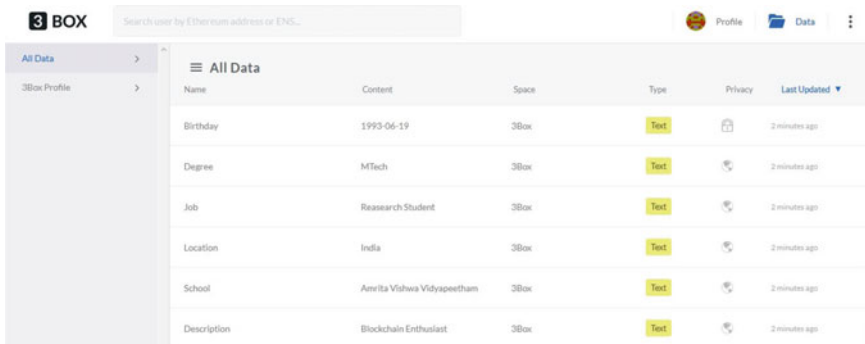 3 BOX Search user by Ethereum address or ENS... Profile Data
All Data
3Box Profile
All Data
Name Content Space Type Privacy Last Updated ▼
Birthday 1993-06-19 3Box Text 2 minutes ago
Degree MTech 3Box Text 2 minutes ago
Job Reasearch Student 3Box Text 2 minutes ago
Location India 3Box Text 2 minutes ago
School Amrita Vishwa Vidyapeetham 3Box Text 2 minutes ago
Description Blockchain Enthusiast 3Box Text 2 minutes ago